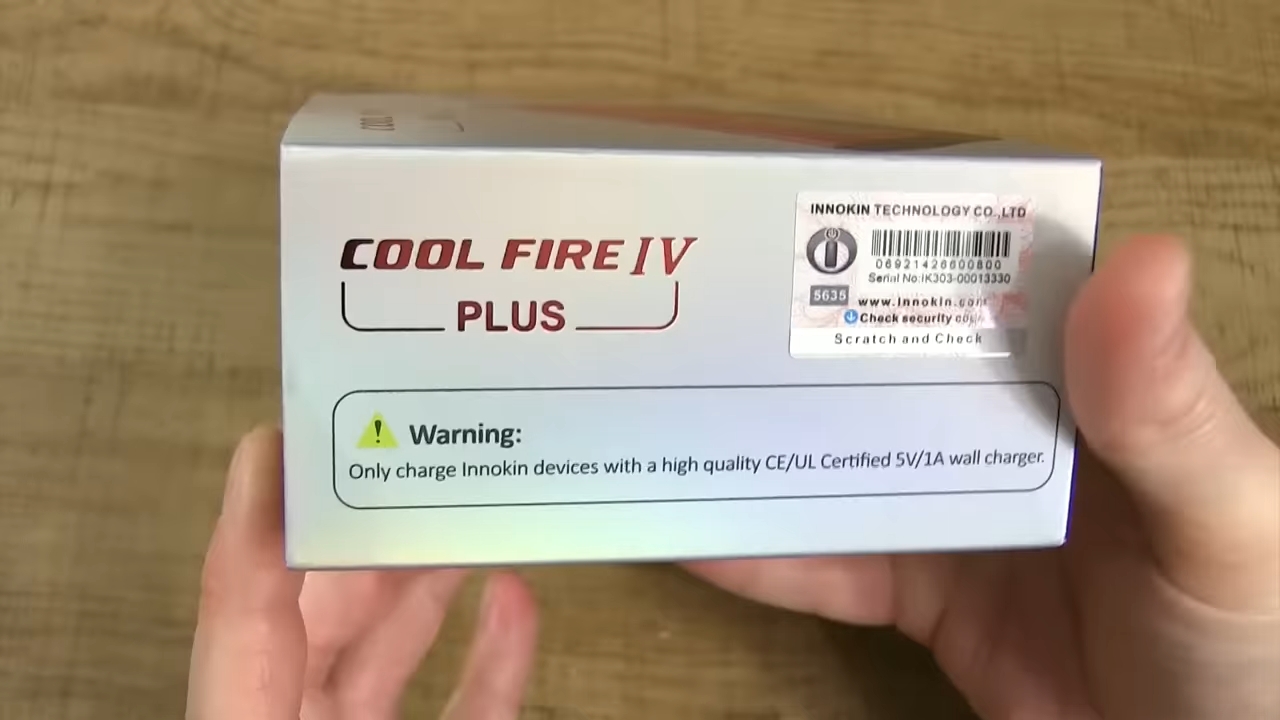 COOL FIRE IV
PLUS
INNOKIN TECHNOLOGY CO.,LTD
06921426600800
Serial No:IK303-00013330
5635
www.innokin.com
Check security
Scratch and Check
Warning:
Only charge Innokin devices with a high quality CE/UL Certified 5V/1A wall charger.